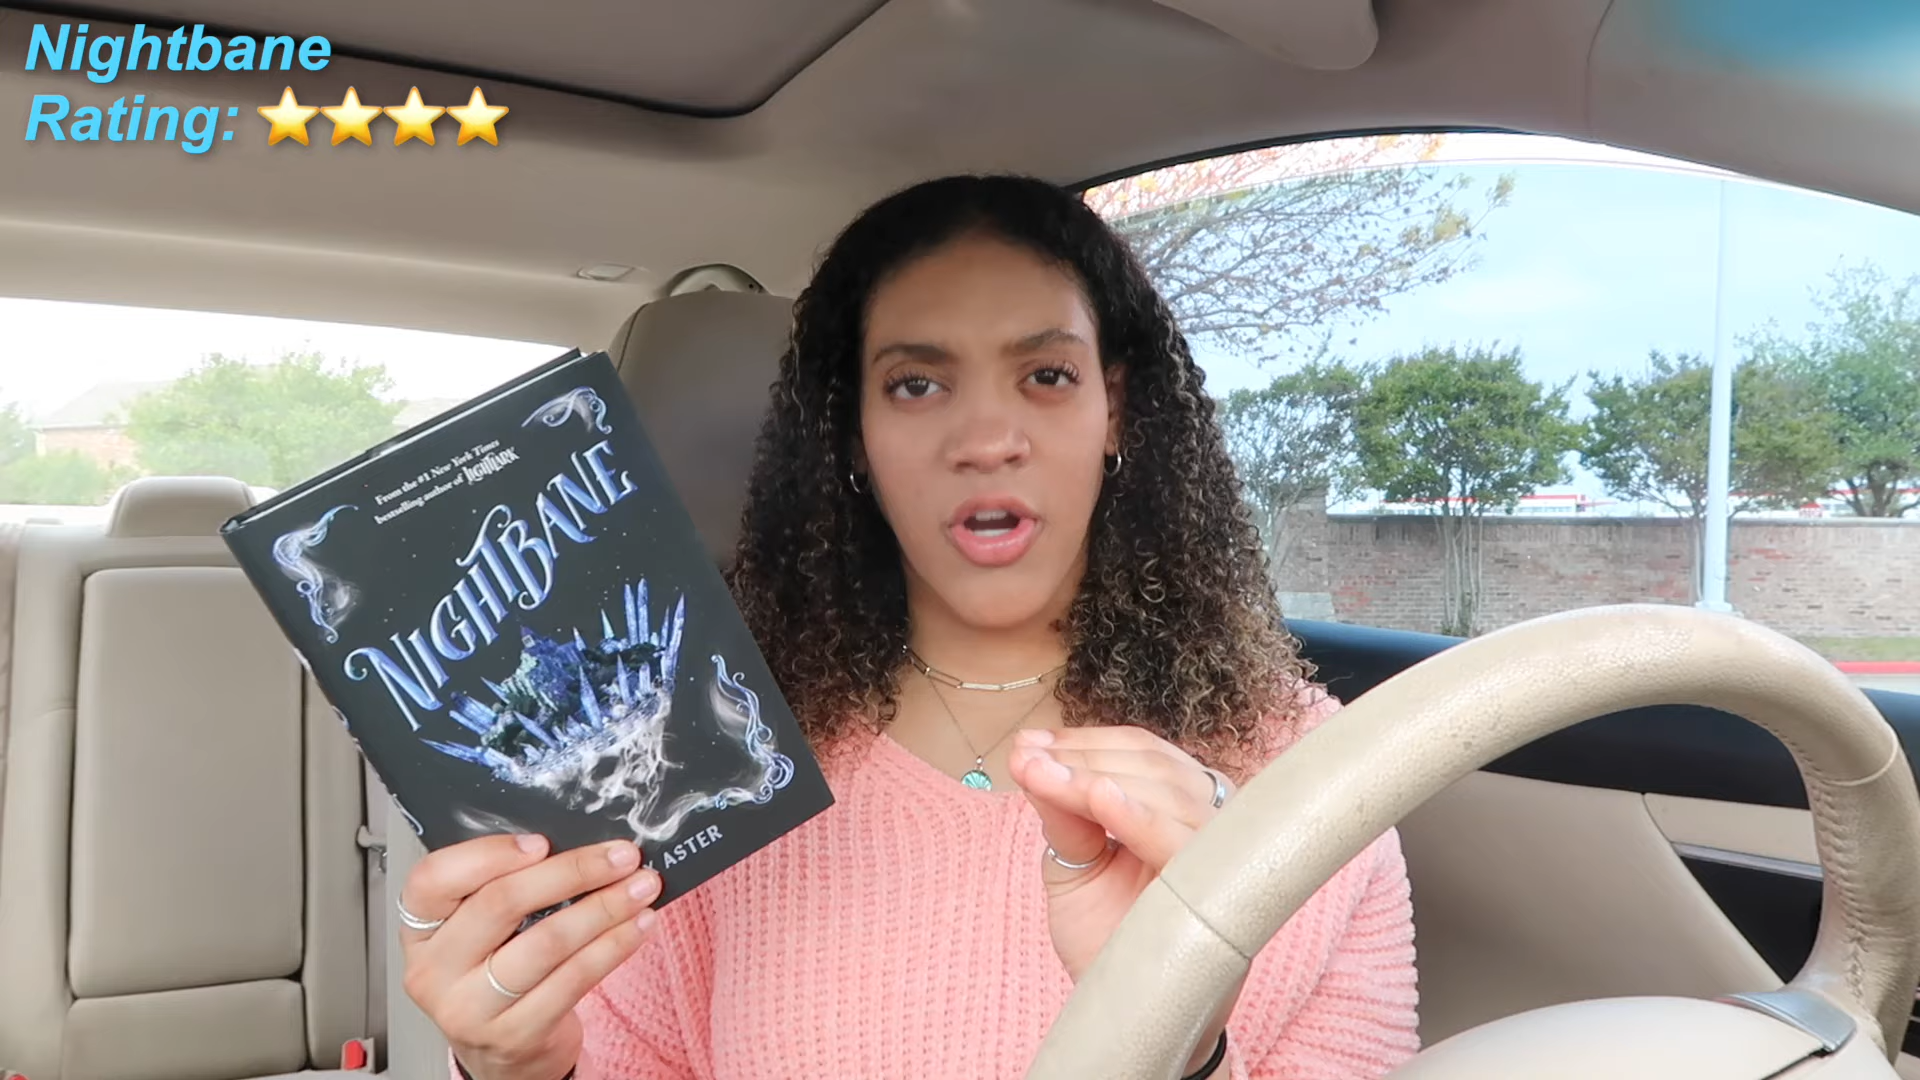 Nightbane
Rating: ⭐⭐⭐⭐
From the #1 New York Times
bestselling author of LIGHTLARK
NIGHTBANE
ASTER